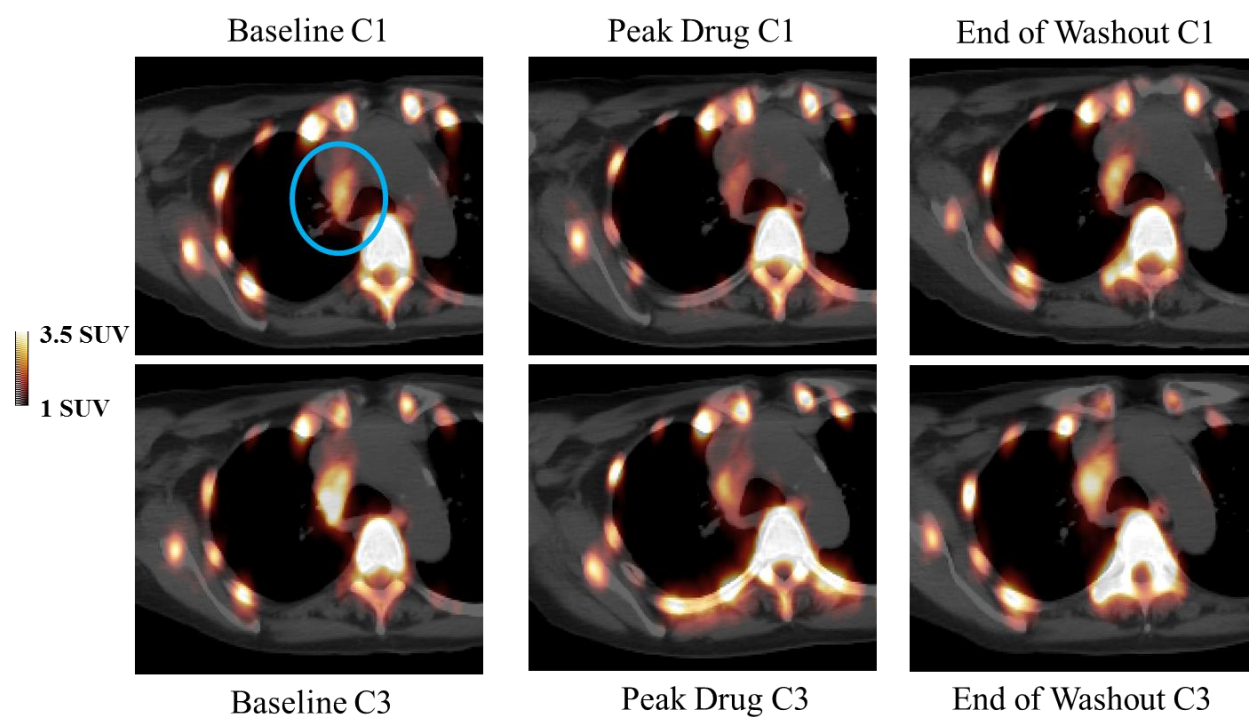 Baseline C1
Peak Drug C1
End of Washout C1
3.5 SUV
1 SUV
Baseline C3
Peak Drug C3
End of Washout C3